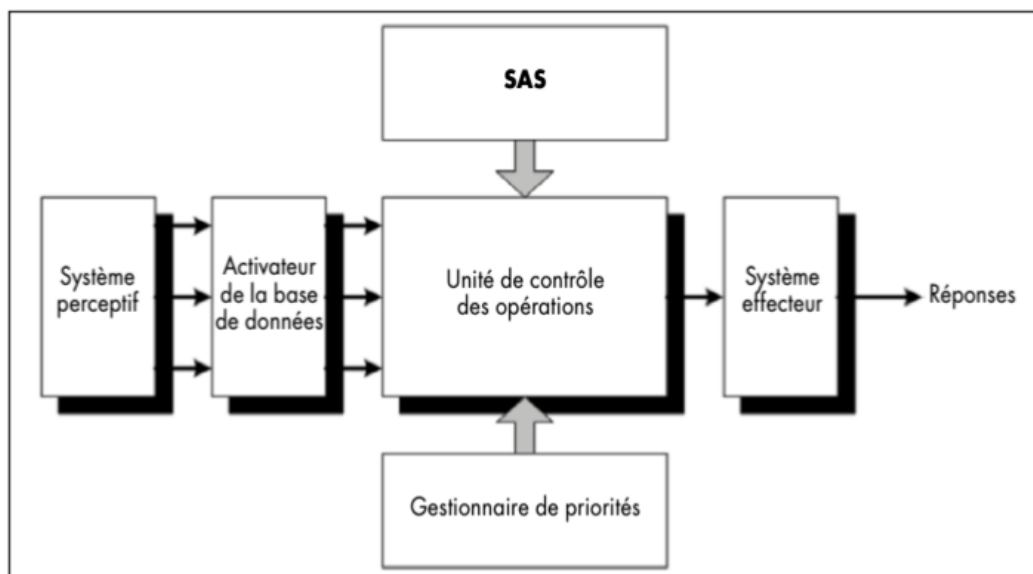 SAS
Système
perceptif
Activateur
de la base
de données
Unité de contrôle
des opérations
Système
effecteur
Réponses
Gestionnaire de priorités